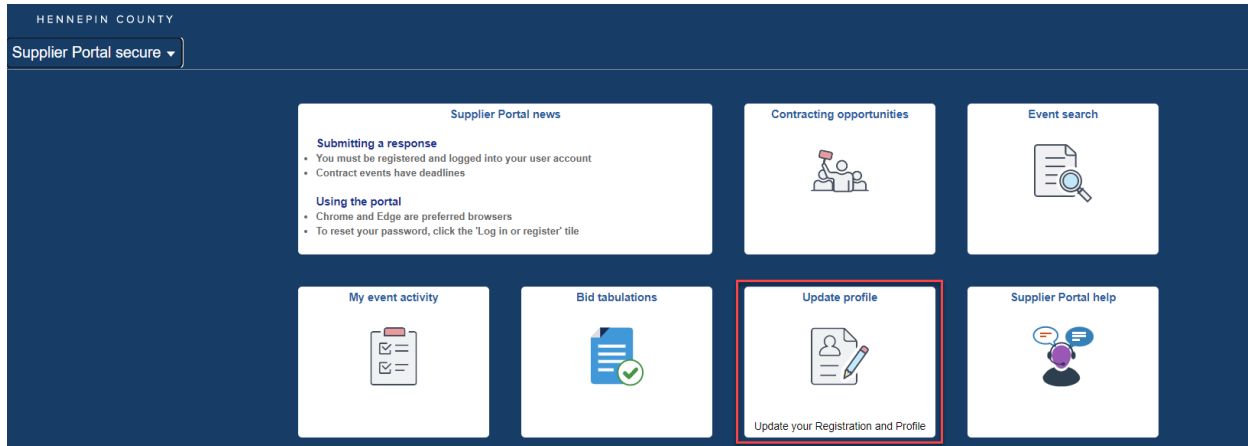 HENNEPIN COUNTY
Supplier Portal secure
Supplier Portal news
Submitting a response
• You must be registered and logged into your user account
• Contract events have deadlines
Using the portal
• Chrome and Edge are preferred browsers
• To reset your password, click the 'Log in or register' tile
Contracting opportunities
Event search
My event activity
Bid tabulations
Update profile
Update your Registration and Profile
Supplier Portal help